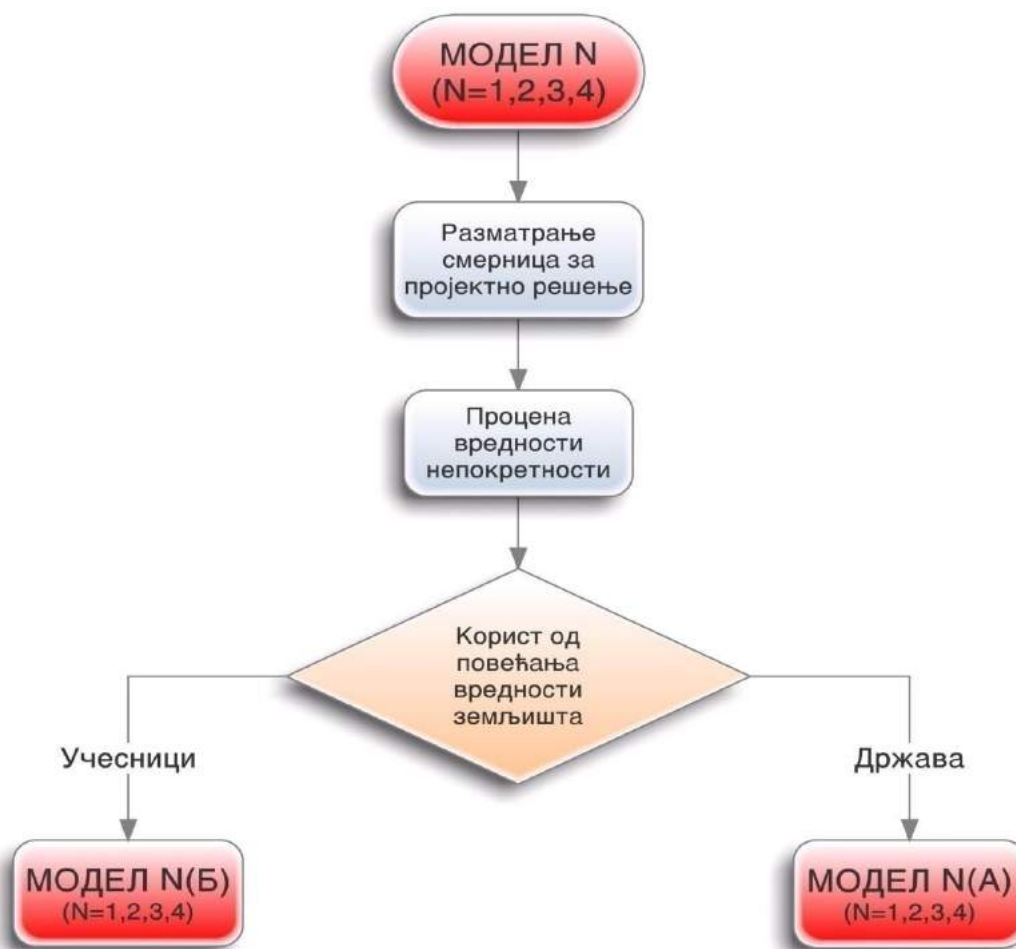 МОДЕЛ N
(N=1,2,3,4)
Разматрање
смерница за
пројектно решење
Процена
вредности
непокретности
Корист од
повећања
вредности
земљишта
Учесници
Држава
МОДЕЛ N(Б)
(N=1,2,3,4)
МОДЕЛ N(А)
(N=1,2,3,4)